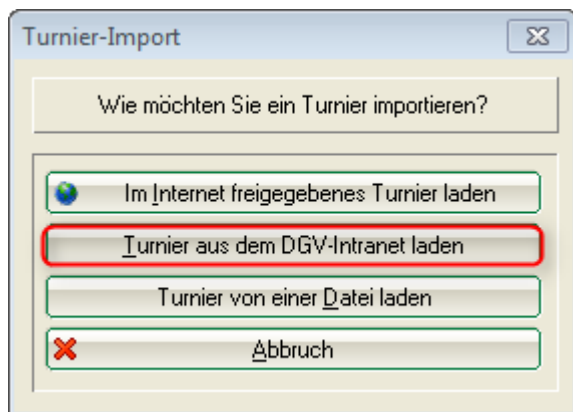 Turnier-Import
Wie möchten Sie ein Turnier importieren?
Im Internet freigegebenes Turnier laden
Turnier aus dem DGV-Intranet laden
Turnier von einer Datei laden
Abbruch